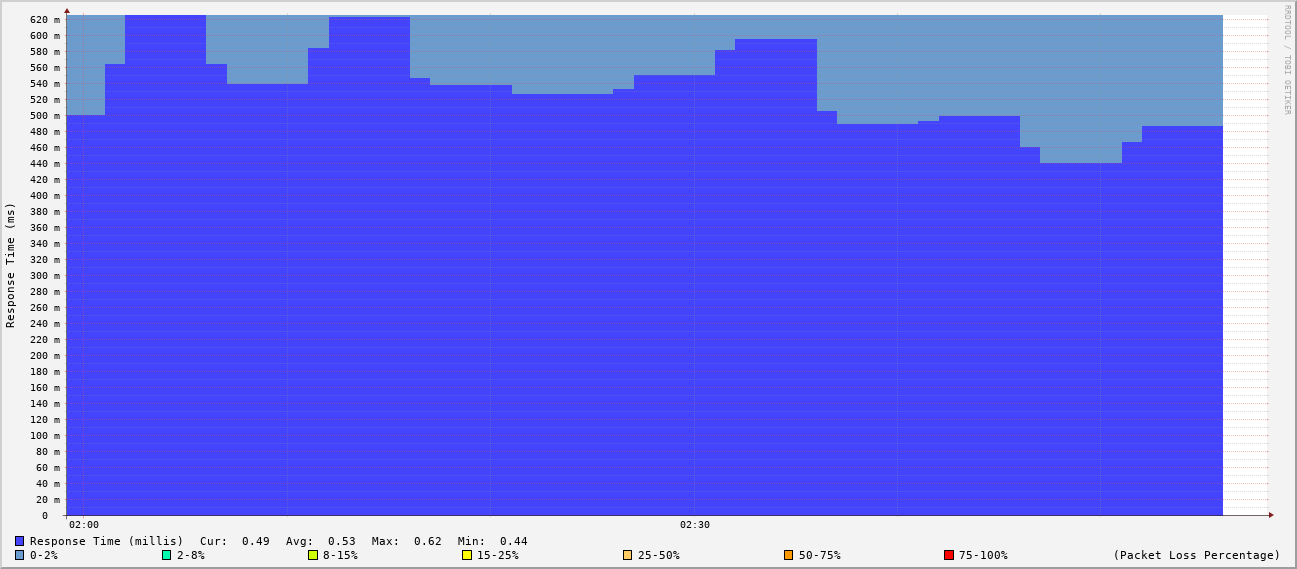 RRDTOOL / TOBI OETIKER
Response Time (ms)
620 m
600 m
580 m
560 m
540 m
520 m
500 m
480 m
460 m
440 m
420 m
400 m
380 m
360 m
340 m
320 m
300 m
280 m
260 m
240 m
220 m
200 m
180 m
160 m
140 m
120 m
100 m
80 m
60 m
40 m
20 m
0
02:00 02:30
Response Time (millis) Cur: 0.49 Avg: 0.53 Max: 0.62 Min: 0.44
0-2% 2-8% 8-15% 15-25% 25-50% 50-75% 75-100% (Packet Loss Percentage)